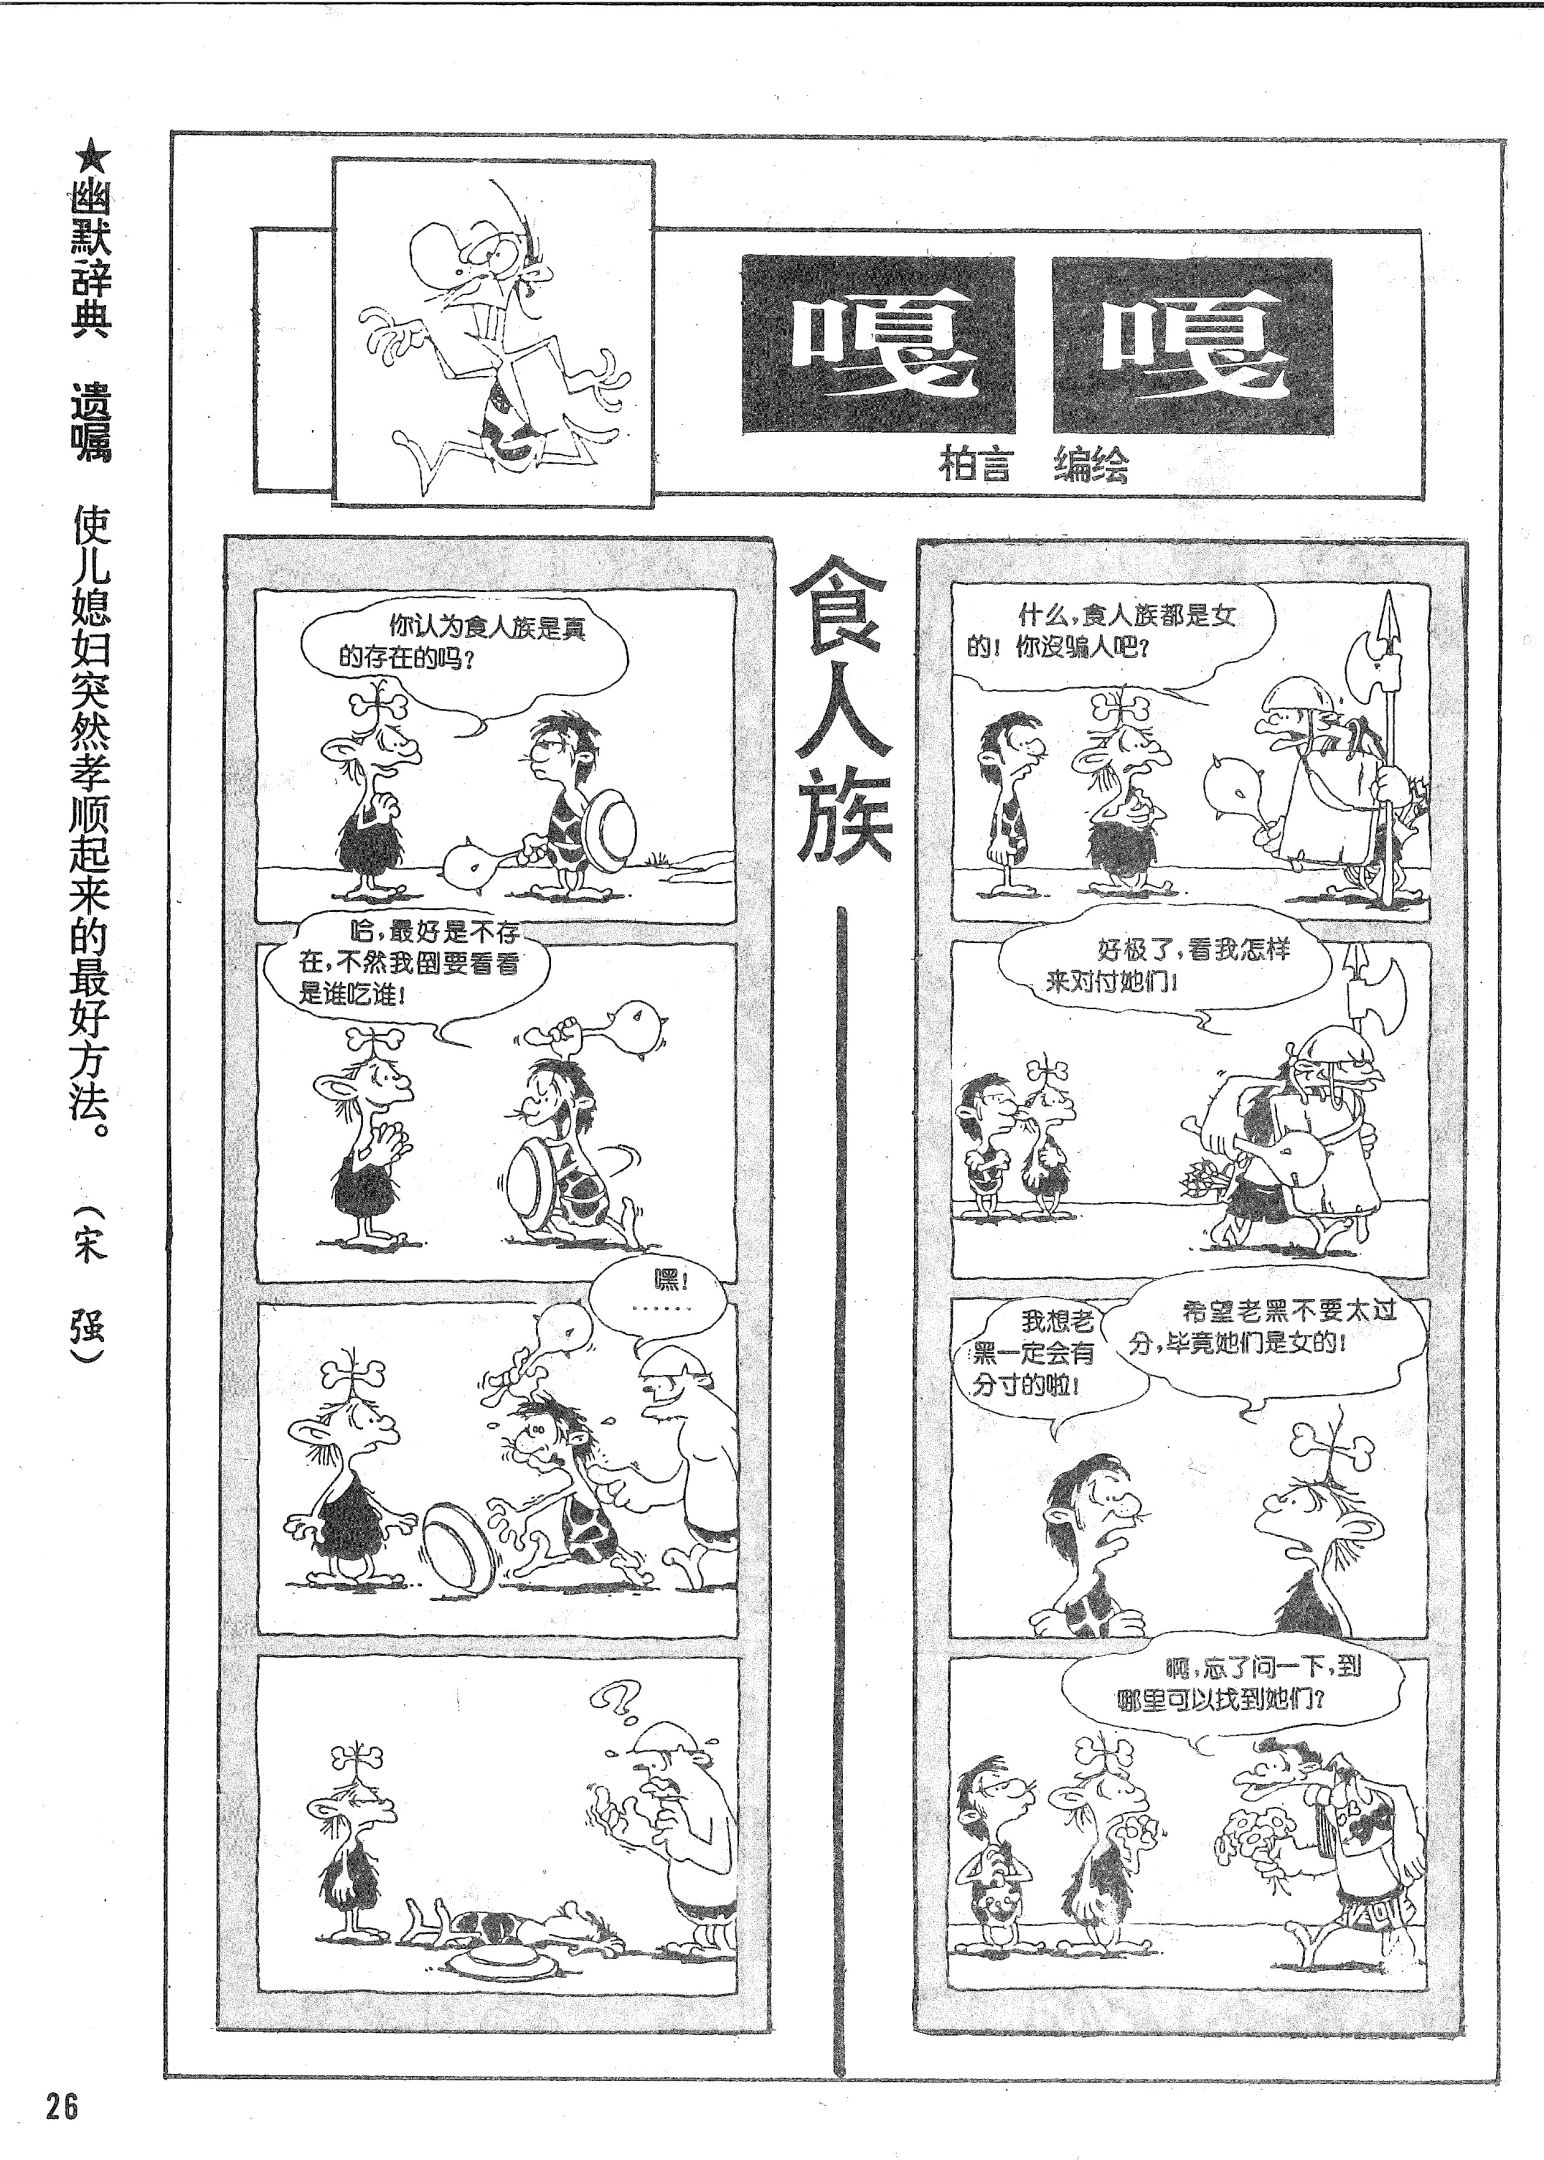 ★幽默辞典 遗嘱 使儿媳妇突然孝顺起来的最好方法。 （宋 强）
嘎 嘎
柏言 编绘
食人族
你认为食人族是真
的存在的吗？
哈，最好是不存
在，不然我倒要看看
是谁吃谁！
嘿！
……
什么，食人族都是女
的！你没骗人吧？
好极了，看我怎样
来对付她们！
我想老
黑一定会有
分寸的啦！
希望老黑不要太过
分，毕竟她们是女的！
啊，忘了问一下，到
哪里可以找到她们？
LOVE
26